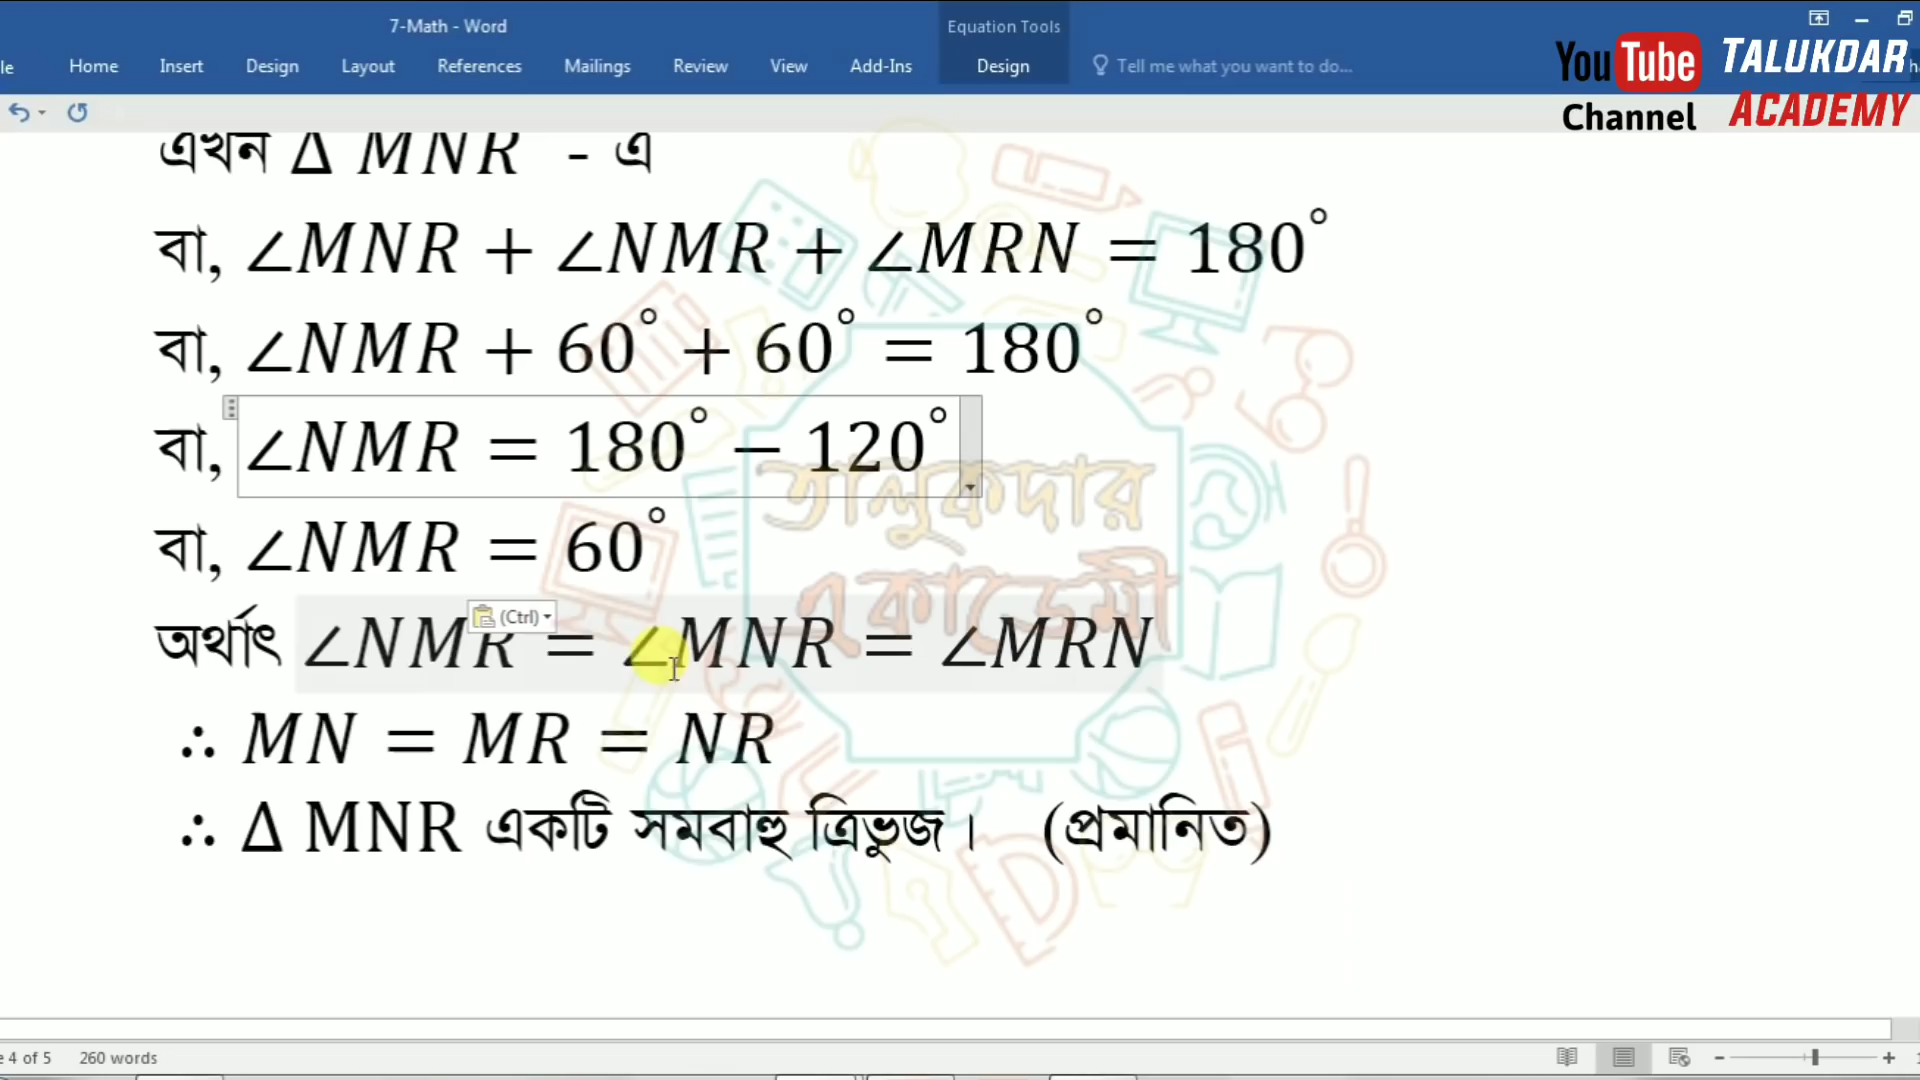 7-Math - Word
Equation Tools
Home Insert Design Layout References Mailings Review View Add-Ins Design Tell me what you want to do...
YouTube Channel
TALUKDAR ACADEMY
এখন Δ MNR - এ
বা, ∠MNR + ∠NMR + ∠MRN = 180°
বা, ∠NMR + 60° + 60° = 180°
বা, ∠NMR = 180° − 120°
বা, ∠NMR = 60°
(Ctrl)
অর্থাৎ ∠NMR = ∠MNR = ∠MRN
∴ MN = MR = NR
∴ Δ MNR একটি সমবাহু ত্রিভুজ। (প্রমানিত)
তালুকদার
একাডেমী
4 of 5 260 words